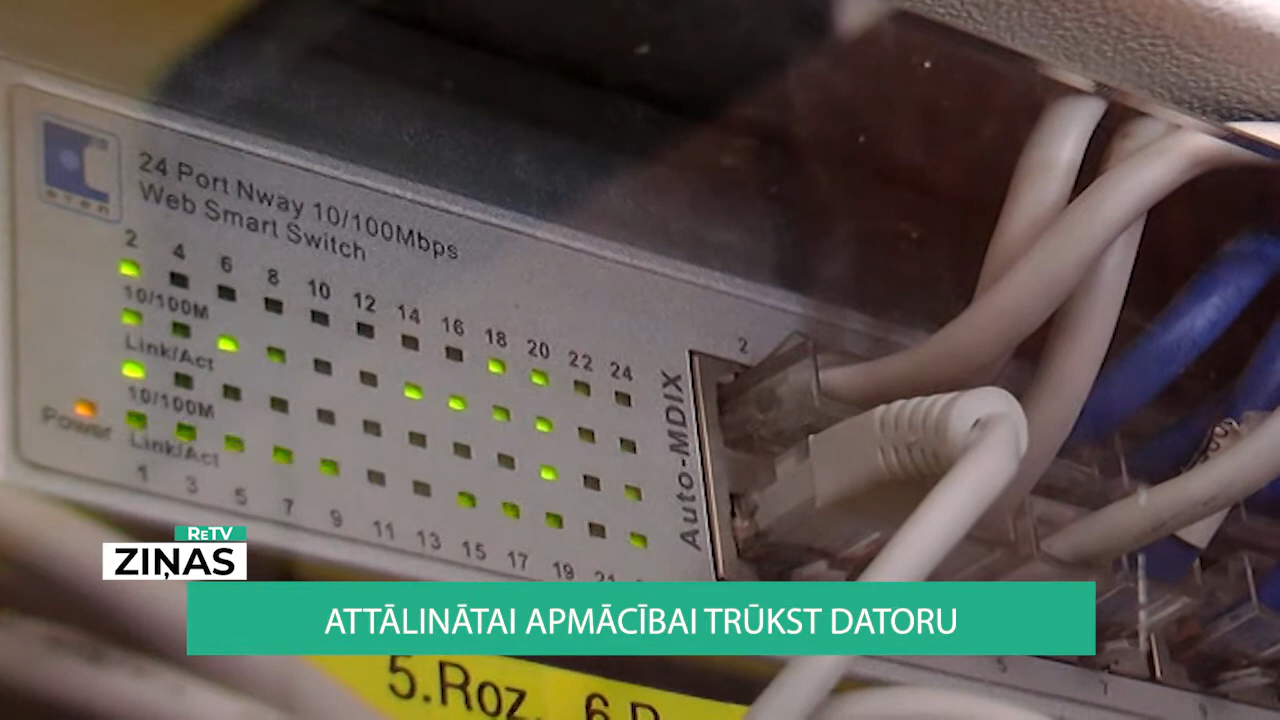 24 Port Nway 10/100Mbps
Web Smart Switch
2 4 6 8 10 12 14 16 18 20 22 24
10/100M
Link/Act
10/100M
Link/Act
Power
1 3 5 7 9 11 13 15 17 19 21
Auto-MDIX
2
ReTV
ZIŅAS
ATTĀLINĀTAI APMĀCĪBAI TRŪKST DATORU
5.Roz.